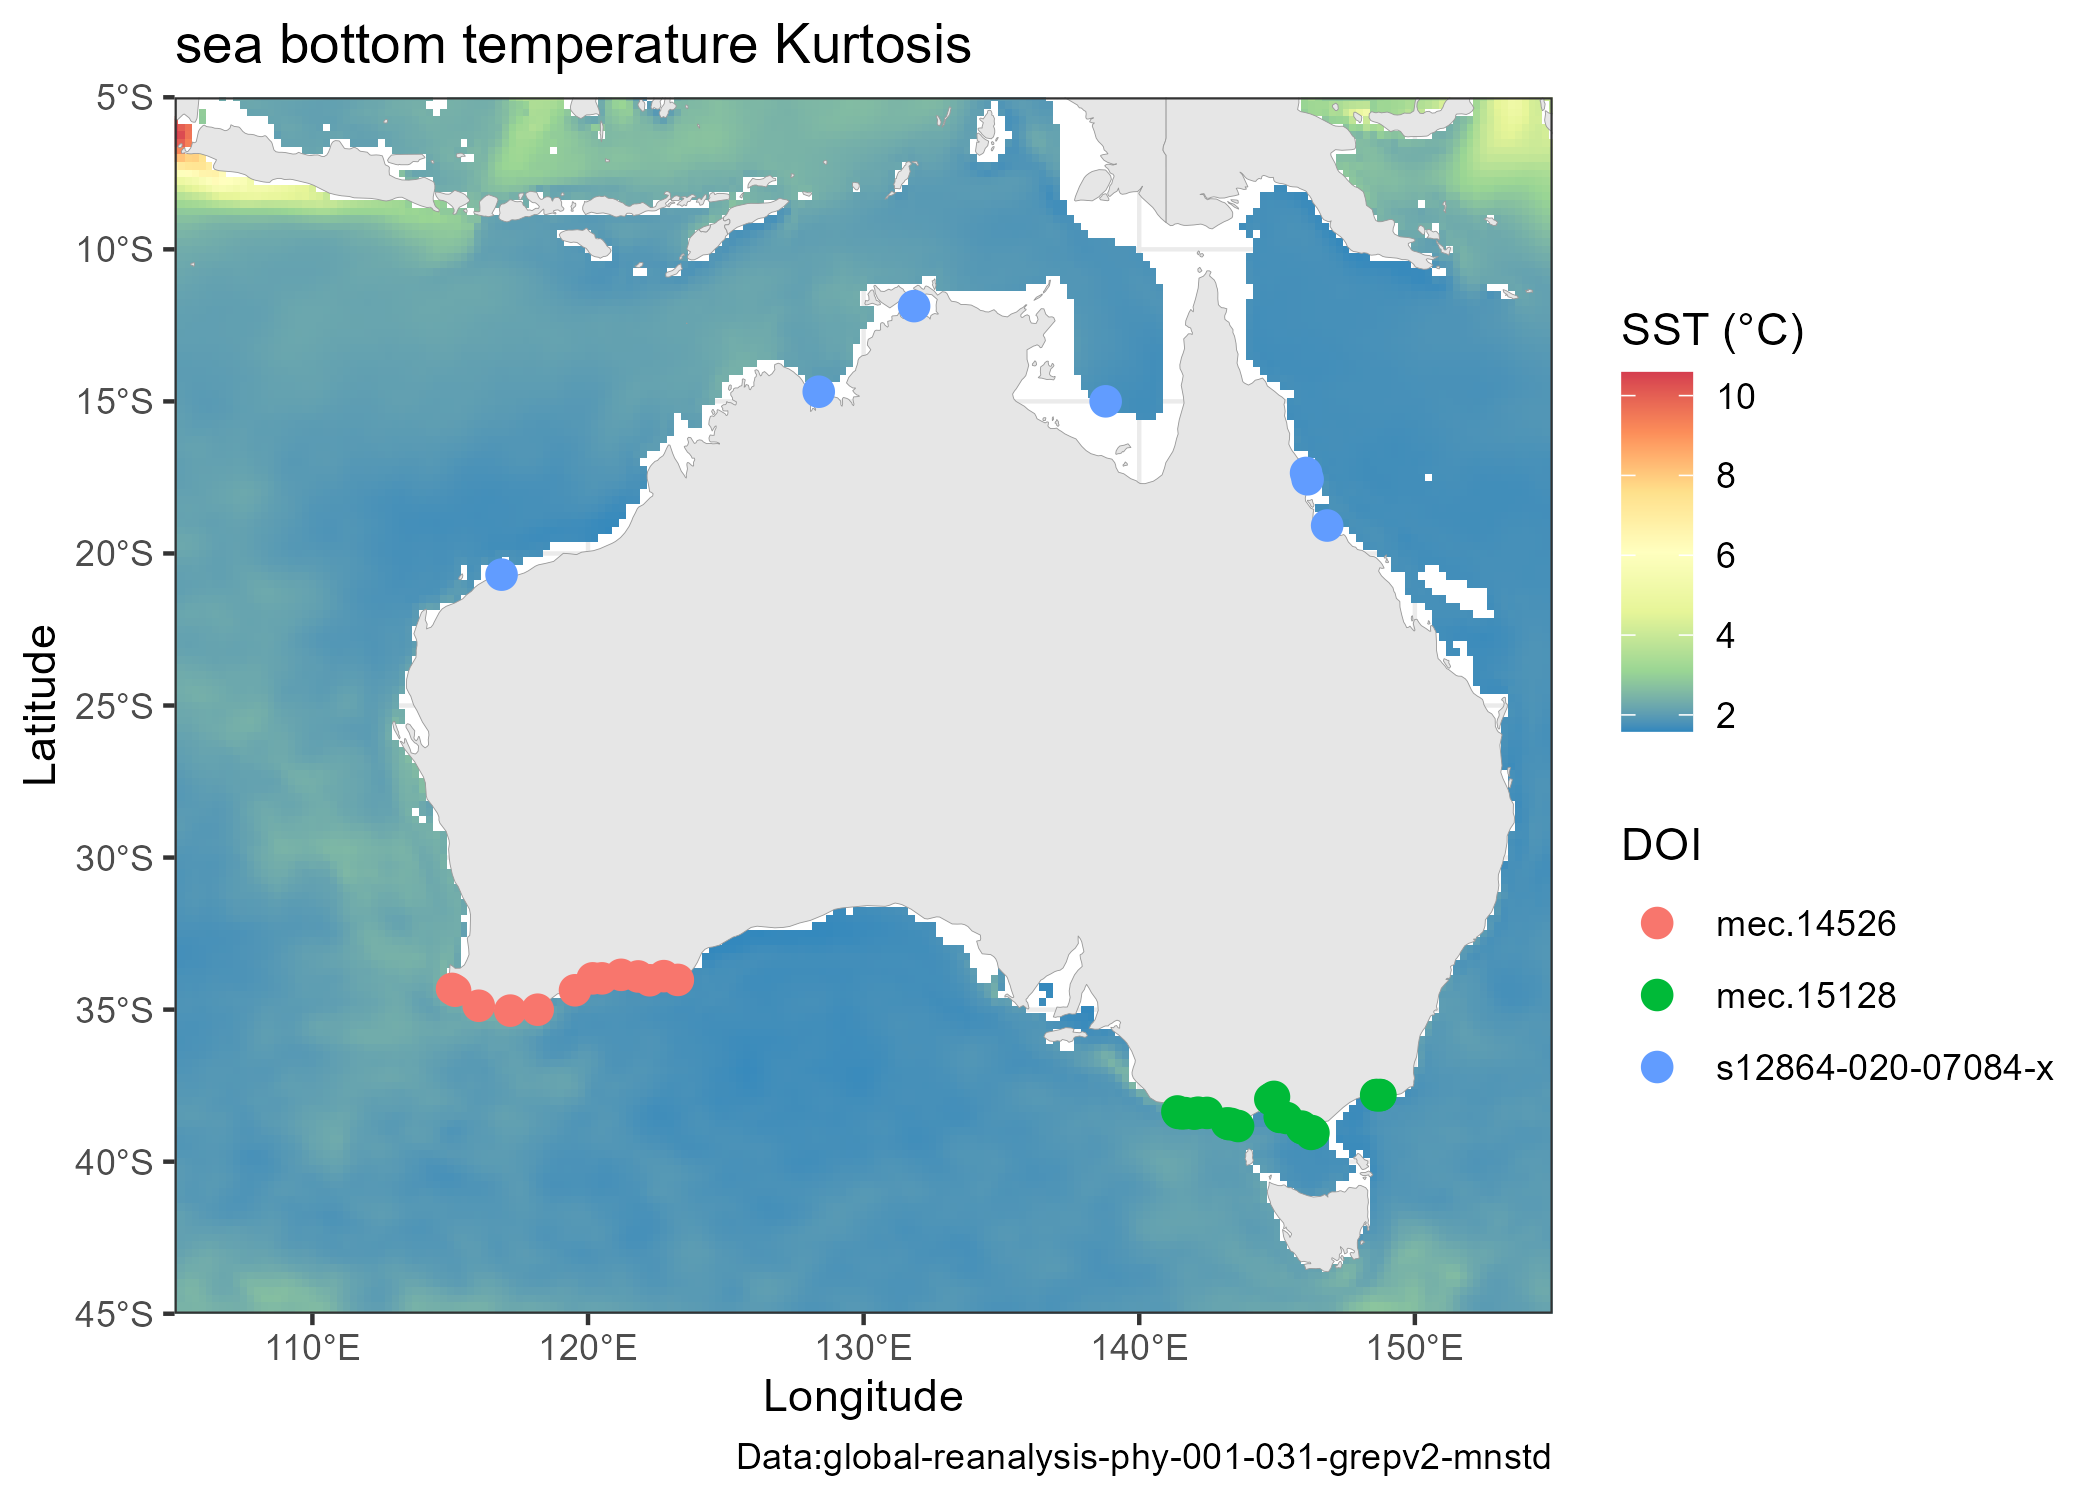 sea bottom temperature Kurtosis
5°S
10°S
15°S
20°S
25°S
30°S
35°S
40°S
45°S
Latitude
110°E
120°E
130°E
140°E
150°E
Longitude
Data:global-reanalysis-phy-001-031-grepv2-mnstd
SST (°C)
10
8
6
4
2
DOI
mec.14526
mec.15128
s12864-020-07084-x